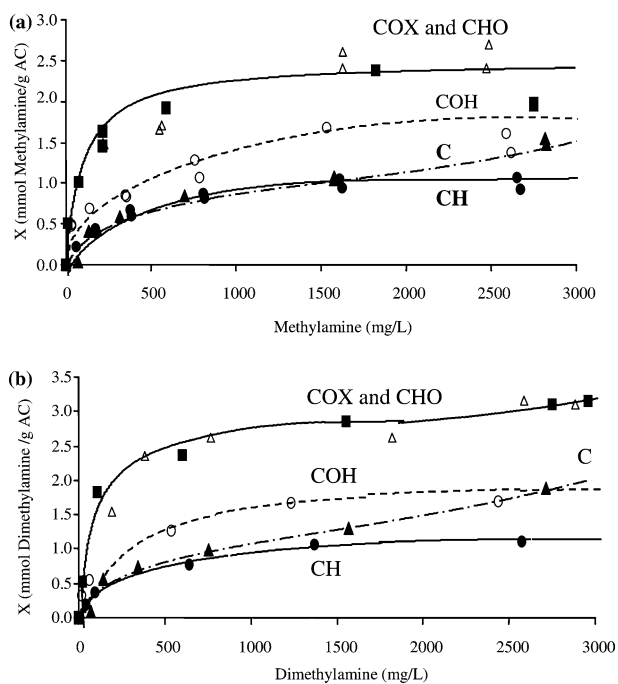 (a)
X (mmol Methylamine/g AC)
3.0
2.5
2.0
1.5
1.0
0.5
0.0
COX and CHO
COH
C
CH
0
500
1000
1500
2000
2500
3000
Methylamine (mg/L)
(b)
X (mmol Dimethylamine /g AC)
3.5
3.0
2.5
2.0
1.5
1.0
0.5
0.0
COX and CHO
COH
C
CH
0
500
1000
1500
2000
2500
3000
Dimethylamine (mg/L)